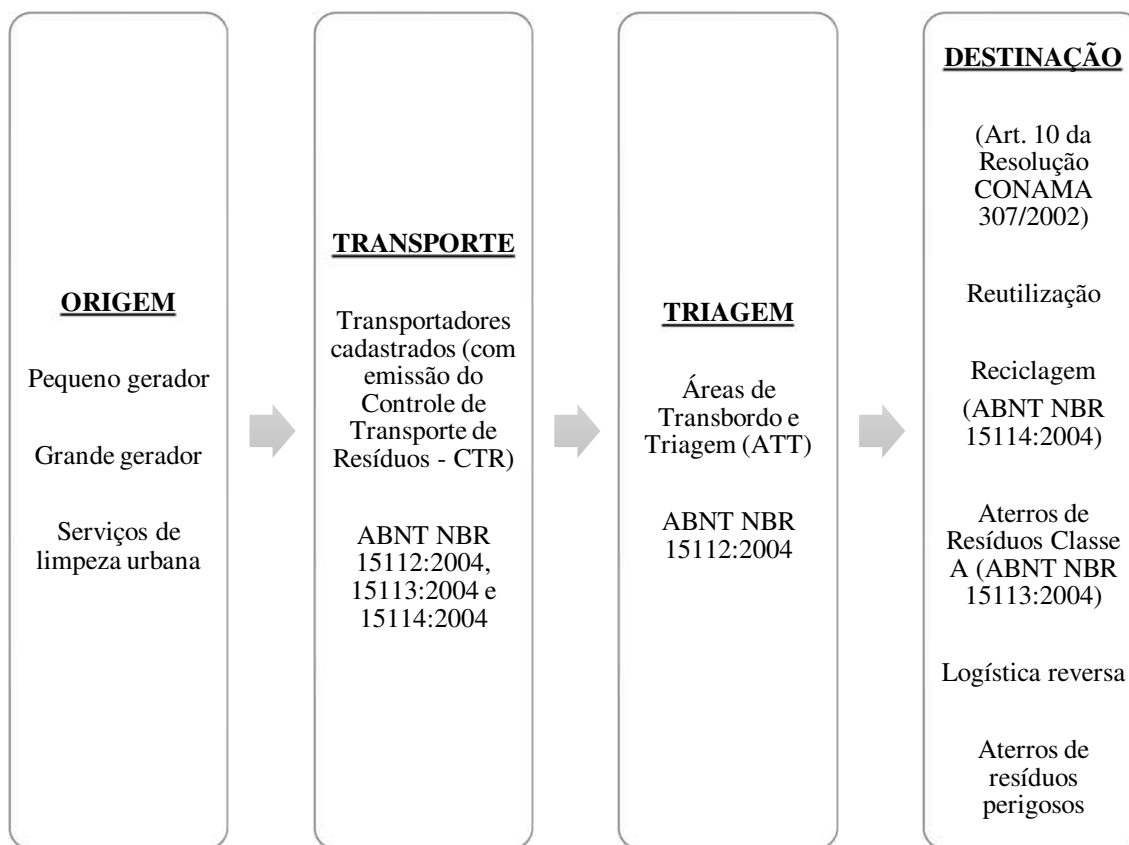 ORIGEM
Pequeno gerador
Grande gerador
Serviços de
limpeza urbana
TRANSPORTE
Transportadores
cadastrados (com
emissão do
Controle de
Transporte de
Resíduos - CTR)
ABNT NBR
15112:2004,
15113:2004 e
15114:2004
TRIAGEM
Áreas de
Transbordo e
Triagem (ATT)
ABNT NBR
15112:2004
DESTINAÇÃO
(Art. 10 da
Resolução
CONAMA
307/2002)
Reutilização
Reciclagem
(ABNT NBR
15114:2004)
Aterros de
Resíduos Classe
A (ABNT NBR
15113:2004)
Logística reversa
Aterros de
resíduos
perigosos